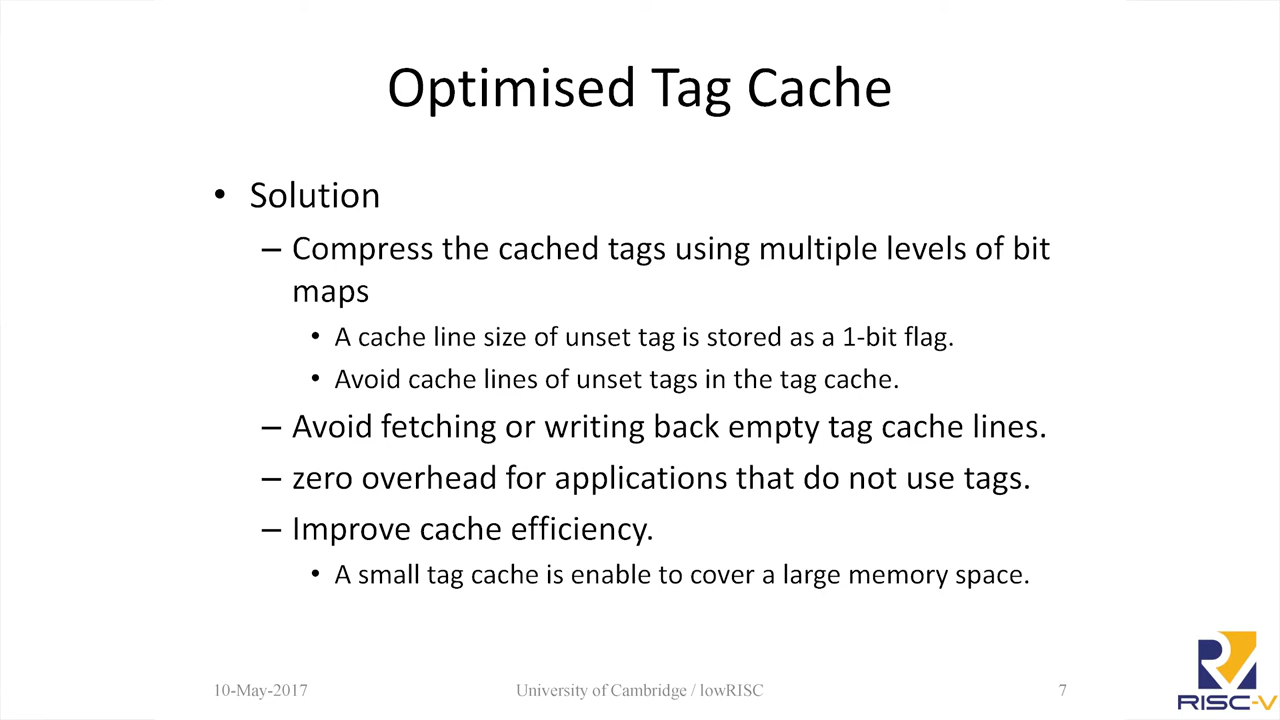 Optimised Tag Cache
• Solution
– Compress the cached tags using multiple levels of bit
maps
• A cache line size of unset tag is stored as a 1-bit flag.
• Avoid cache lines of unset tags in the tag cache.
– Avoid fetching or writing back empty tag cache lines.
– zero overhead for applications that do not use tags.
– Improve cache efficiency.
• A small tag cache is enable to cover a large memory space.
10-May-2017
University of Cambridge / lowRISC
7
RISC-V